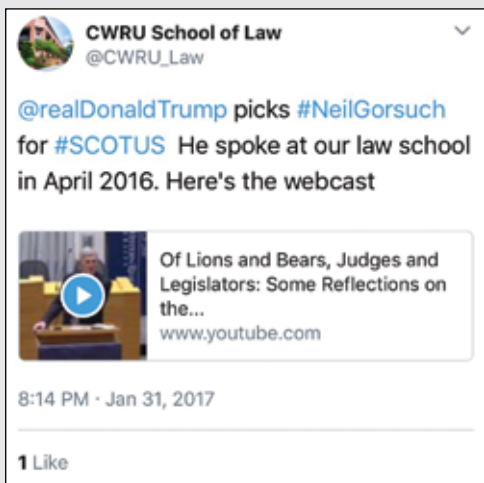 CWRU School of Law
@CWRU_Law
@realDonaldTrump picks #NeilGorsuch
for #SCOTUS He spoke at our law school
in April 2016. Here's the webcast
Of Lions and Bears, Judges and
Legislators: Some Reflections on
the...
www.youtube.com
8:14 PM · Jan 31, 2017
1 Like